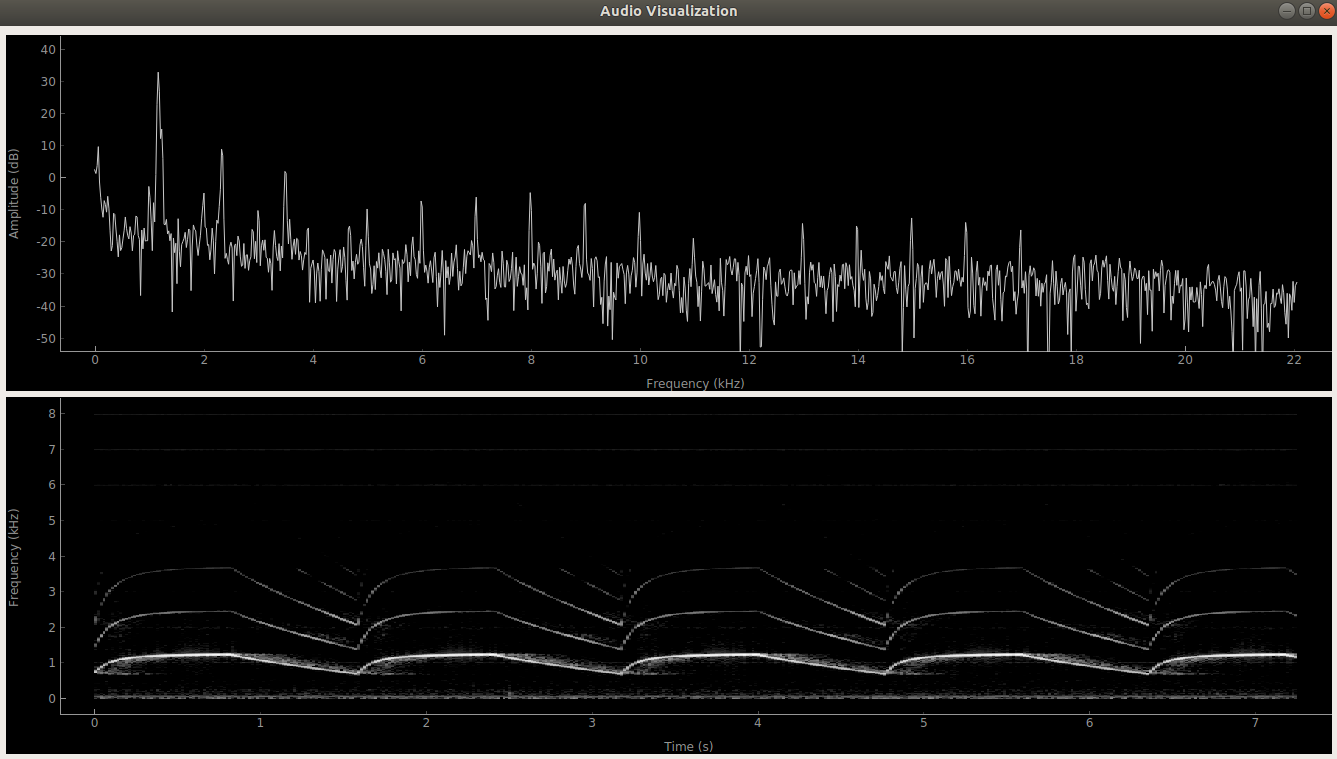 Audio Visualization
40
30
20
10
0
-10
-20
-30
-40
-50
Amplitude (dB)
0 2 4 6 8 10 12 14 16 18 20 22
Frequency (kHz)
8
7
6
5
4
3
2
1
0
Frequency (kHz)
0 1 2 3 4 5 6 7
Time (s)